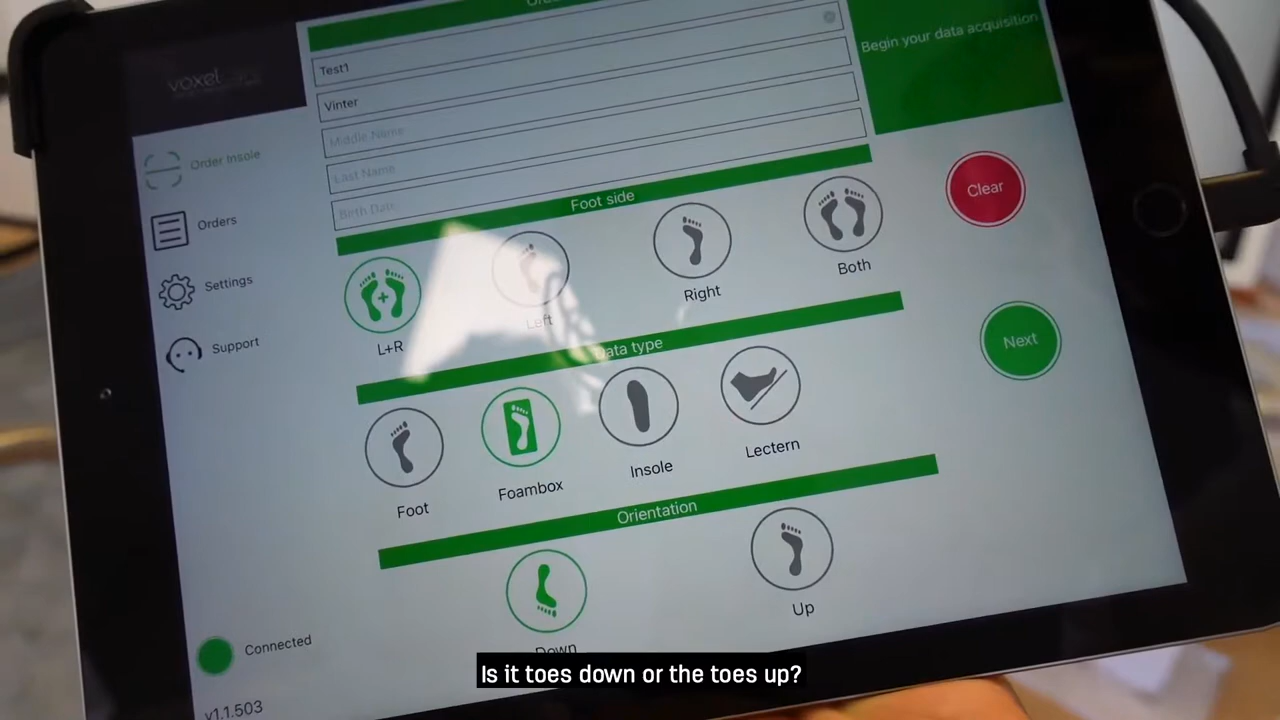 voxelcare
Begin your data acquisition
Test1
Vinter
Middle Name
Last Name
Birth Date
Order Insole
Orders
Settings
Support
Foot side
L+R
Left
Right
Both
Clear
Data type
Foot
Foambox
Insole
Lectern
Next
Orientation
Down
Up
Connected
v1.1.503
Is it toes down or the toes up?